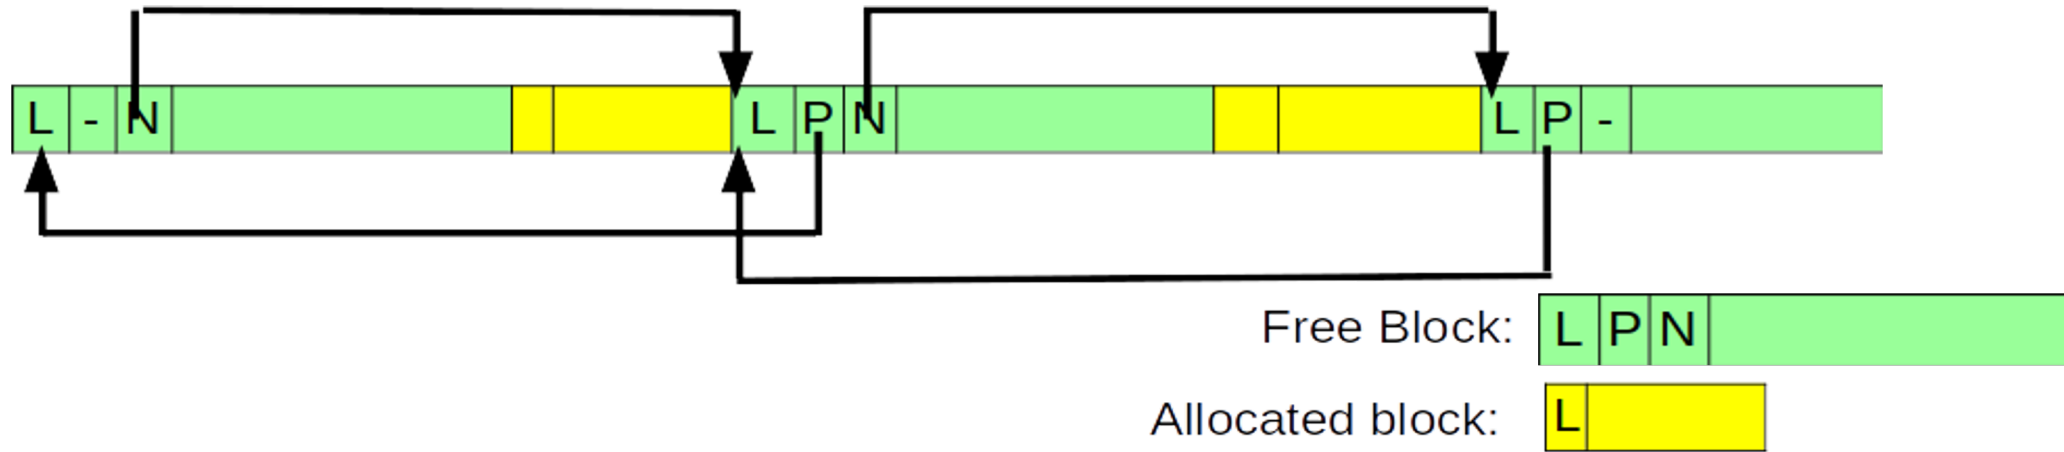 L - N L P N L P -
Free Block: L P N
Allocated block: L